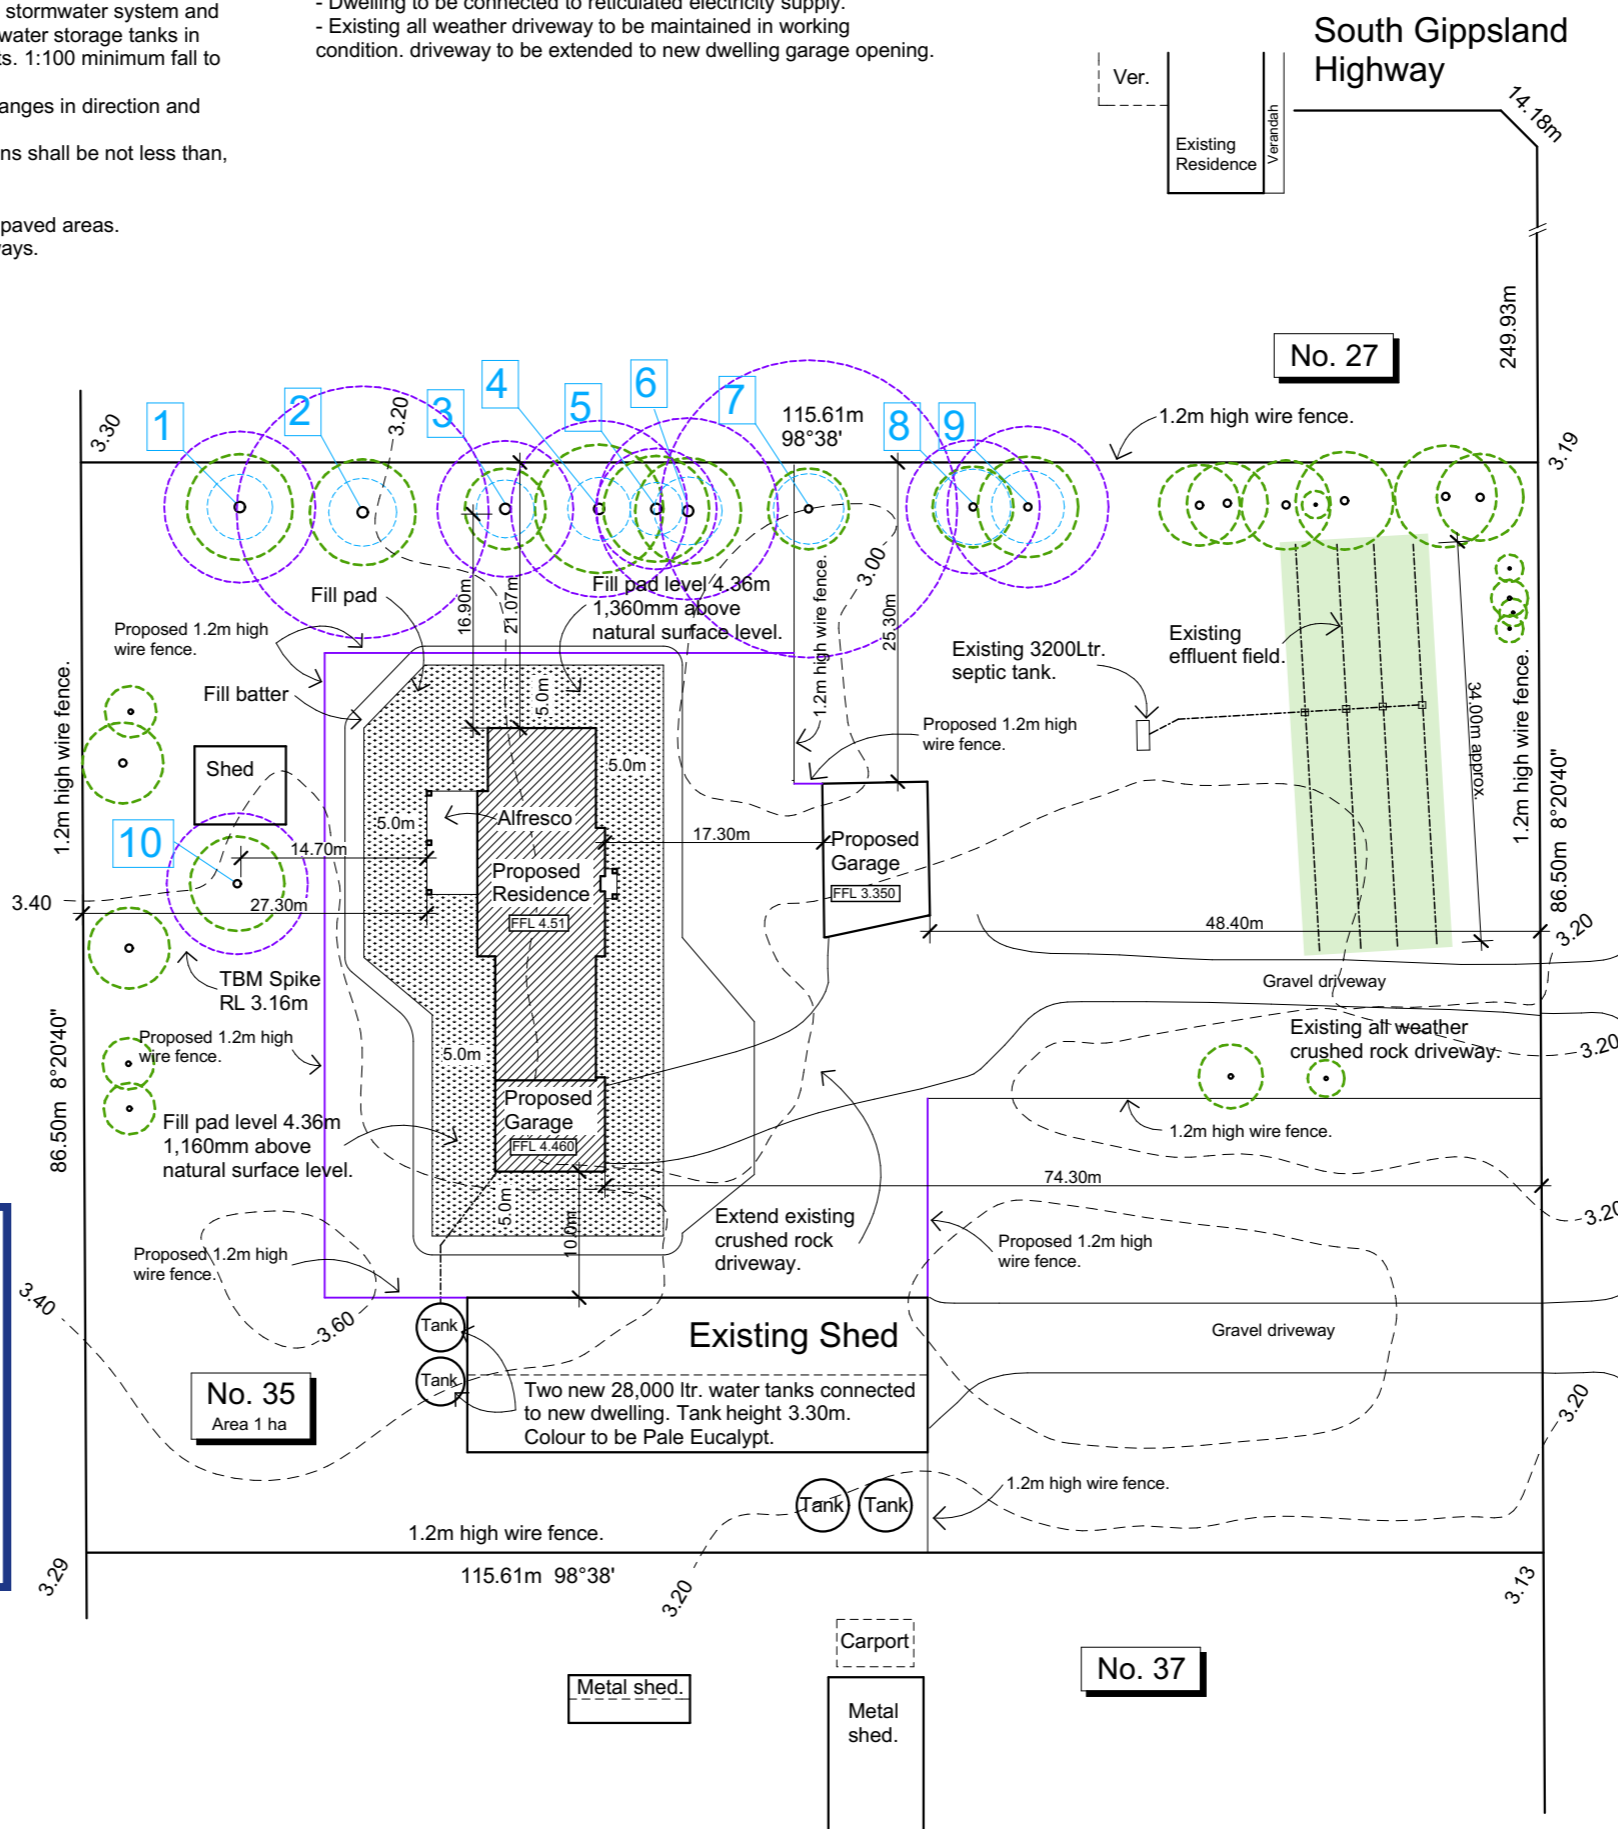 stormwater system and
water storage tanks in
ts. 1:100 minimum fall to
anges in direction and
ns shall be not less than,
paved areas.
ways.
- Dwelling to be connected to reticulated electricity supply.
- Existing all weather driveway to be maintained in working
condition. driveway to be extended to new dwelling garage opening.
South Gippsland
Highway
14.18m
Ver.
Existing
Residence
Verandah
249.93m
No. 27
3.30
1
2
3.20
3
4
5
6
7
115.61m
98°38'
8
9
1.2m high wire fence.
3.19
Fill pad
16.90m
21.07m
Fill pad level 4.36m
1,360mm above
natural surface level.
3.00
25.30m
1.2m high wire fence.
Proposed 1.2m high
wire fence.
Fill batter
5.0m
Existing 3200Ltr.
septic tank.
Existing
effluent field.
34.00m approx.
1.2m high wire fence.
1.2m high wire fence.
86.50m 8°20'40"
Proposed 1.2m high
wire fence.
Shed
5.0m
5.0m
Alfresco
10
14.70m
17.30m
Proposed
Garage
FFL 3.350
Proposed
Residence
FFL 4.51
3.40
27.30m
48.40m
3.20
TBM Spike
RL 3.16m
Gravel driveway
86.50m 8°20'40"
Proposed 1.2m high
wire fence.
5.0m
Existing all weather
crushed rock driveway.
3.20
Proposed
Garage
FFL 4.460
Fill pad level 4.36m
1,160mm above
natural surface level.
1.2m high wire fence.
74.30m
5.0m
10.0m
Extend existing
crushed rock
driveway.
3.20
Proposed 1.2m high
wire fence.
Proposed 1.2m high
wire fence.
3.40
3.60
Tank
Tank
Existing Shed
Gravel driveway
No. 35
Area 1 ha
Two new 28,000 ltr. water tanks connected
to new dwelling. Tank height 3.30m.
Colour to be Pale Eucalypt.
3.20
1.2m high wire fence.
Tank
Tank
1.2m high wire fence.
3.29
115.61m 98°38'
3.20
3.13
Carport
Metal shed.
Metal
shed.
No. 37